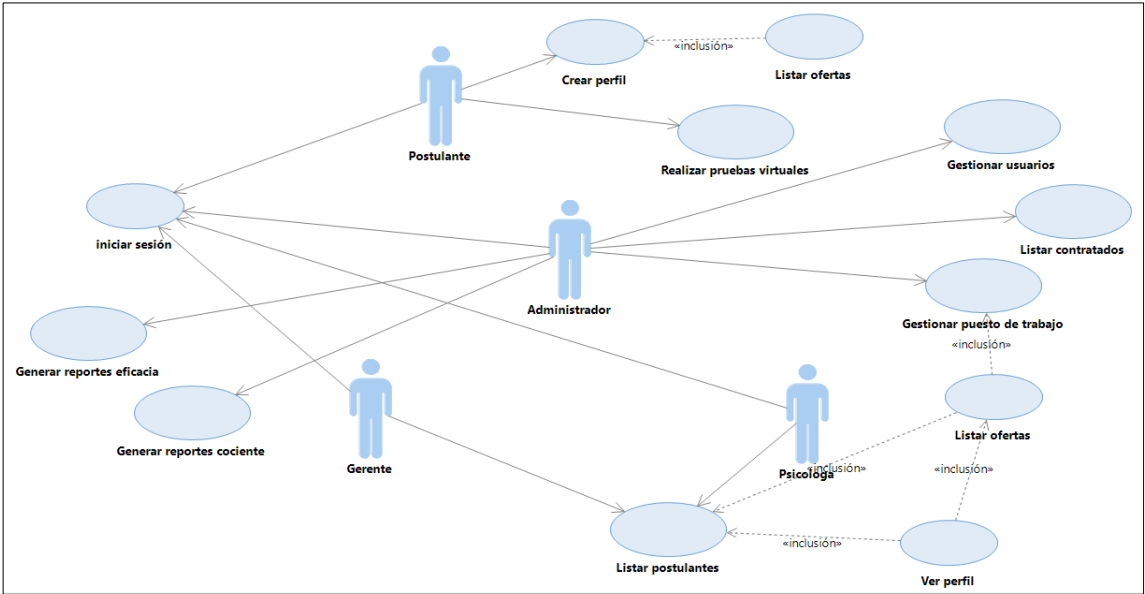 «inclusión»
Crear perfil
Listar ofertas
Postulante
Realizar pruebas virtuales
Gestionar usuarios
iniciar sesión
Listar contratados
Administrador
Gestionar puesto de trabajo
«inclusión»
Generar reportes eficacia
Listar ofertas
Generar reportes cociente
Gerente
«inclusión»
Psicologa
«inclusión»
«inclusión»
Listar postulantes
Ver perfil